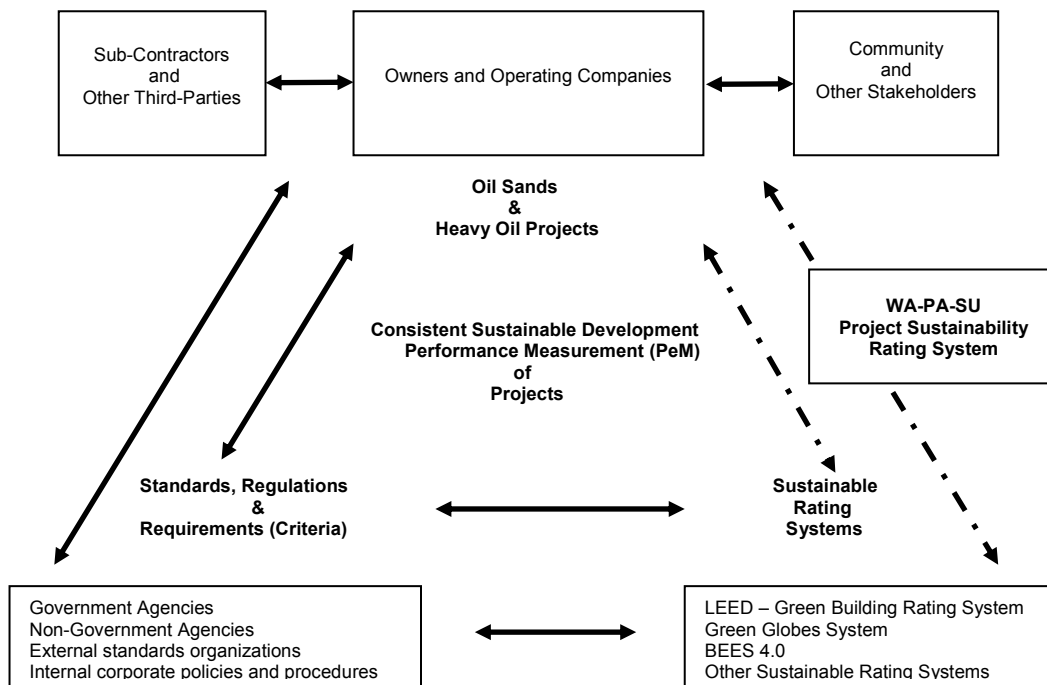 Sub-Contractors
and
Other Third-Parties
Owners and Operating Companies
Community
and
Other Stakeholders
Oil Sands
&
Heavy Oil Projects
WA-PA-SU
Project Sustainability
Rating System
Consistent Sustainable Development
Performance Measurement (PeM)
of
Projects
Standards, Regulations
&
Requirements (Criteria)
Sustainable
Rating
Systems
Government Agencies
Non-Government Agencies
External standards organizations
Internal corporate policies and procedures
LEED – Green Building Rating System
Green Globes System
BEES 4.0
Other Sustainable Rating Systems